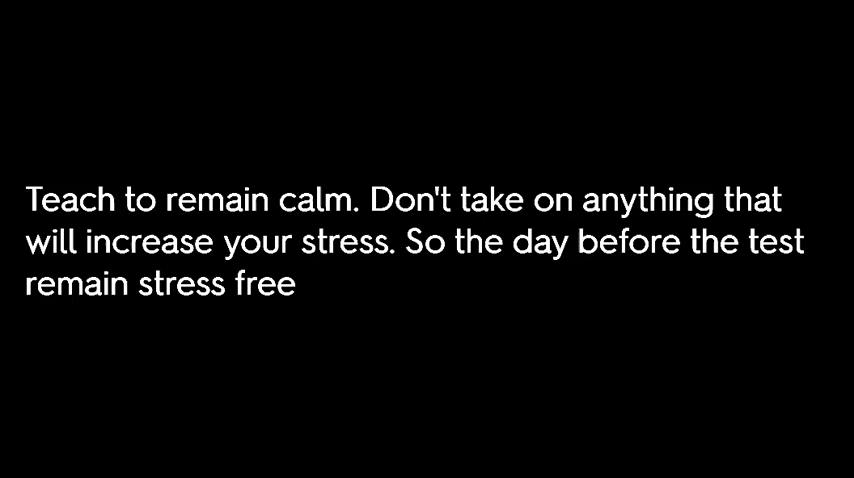 Teach to remain calm. Don't take on anything that
will increase your stress. So the day before the test
remain stress free